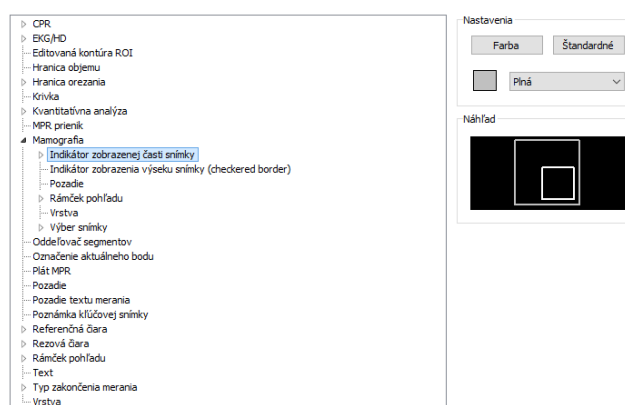 CPR
EKG/HD
Editovaná kontúra ROI
Hranica objemu
Hranica orezania
Krivka
Kvantitatívna analýza
MPR prienik
Mamografia
Indikátor zobrazenej časti snímky
Indikátor zobrazenia výseku snímky (checkered border)
Pozadie
Rámček pohľadu
Vrstva
Výber snímky
Oddeľovač segmentov
Označenie aktuálneho bodu
Plát MPR
Pozadie
Pozadie textu merania
Poznámka kľúčovej snímky
Referenčná čiara
Rezová čiara
Rámček pohľadu
Text
Typ zakončenia merania
Vrstva
Nastavenia
Farba
Štandardné
Plná
Náhľad